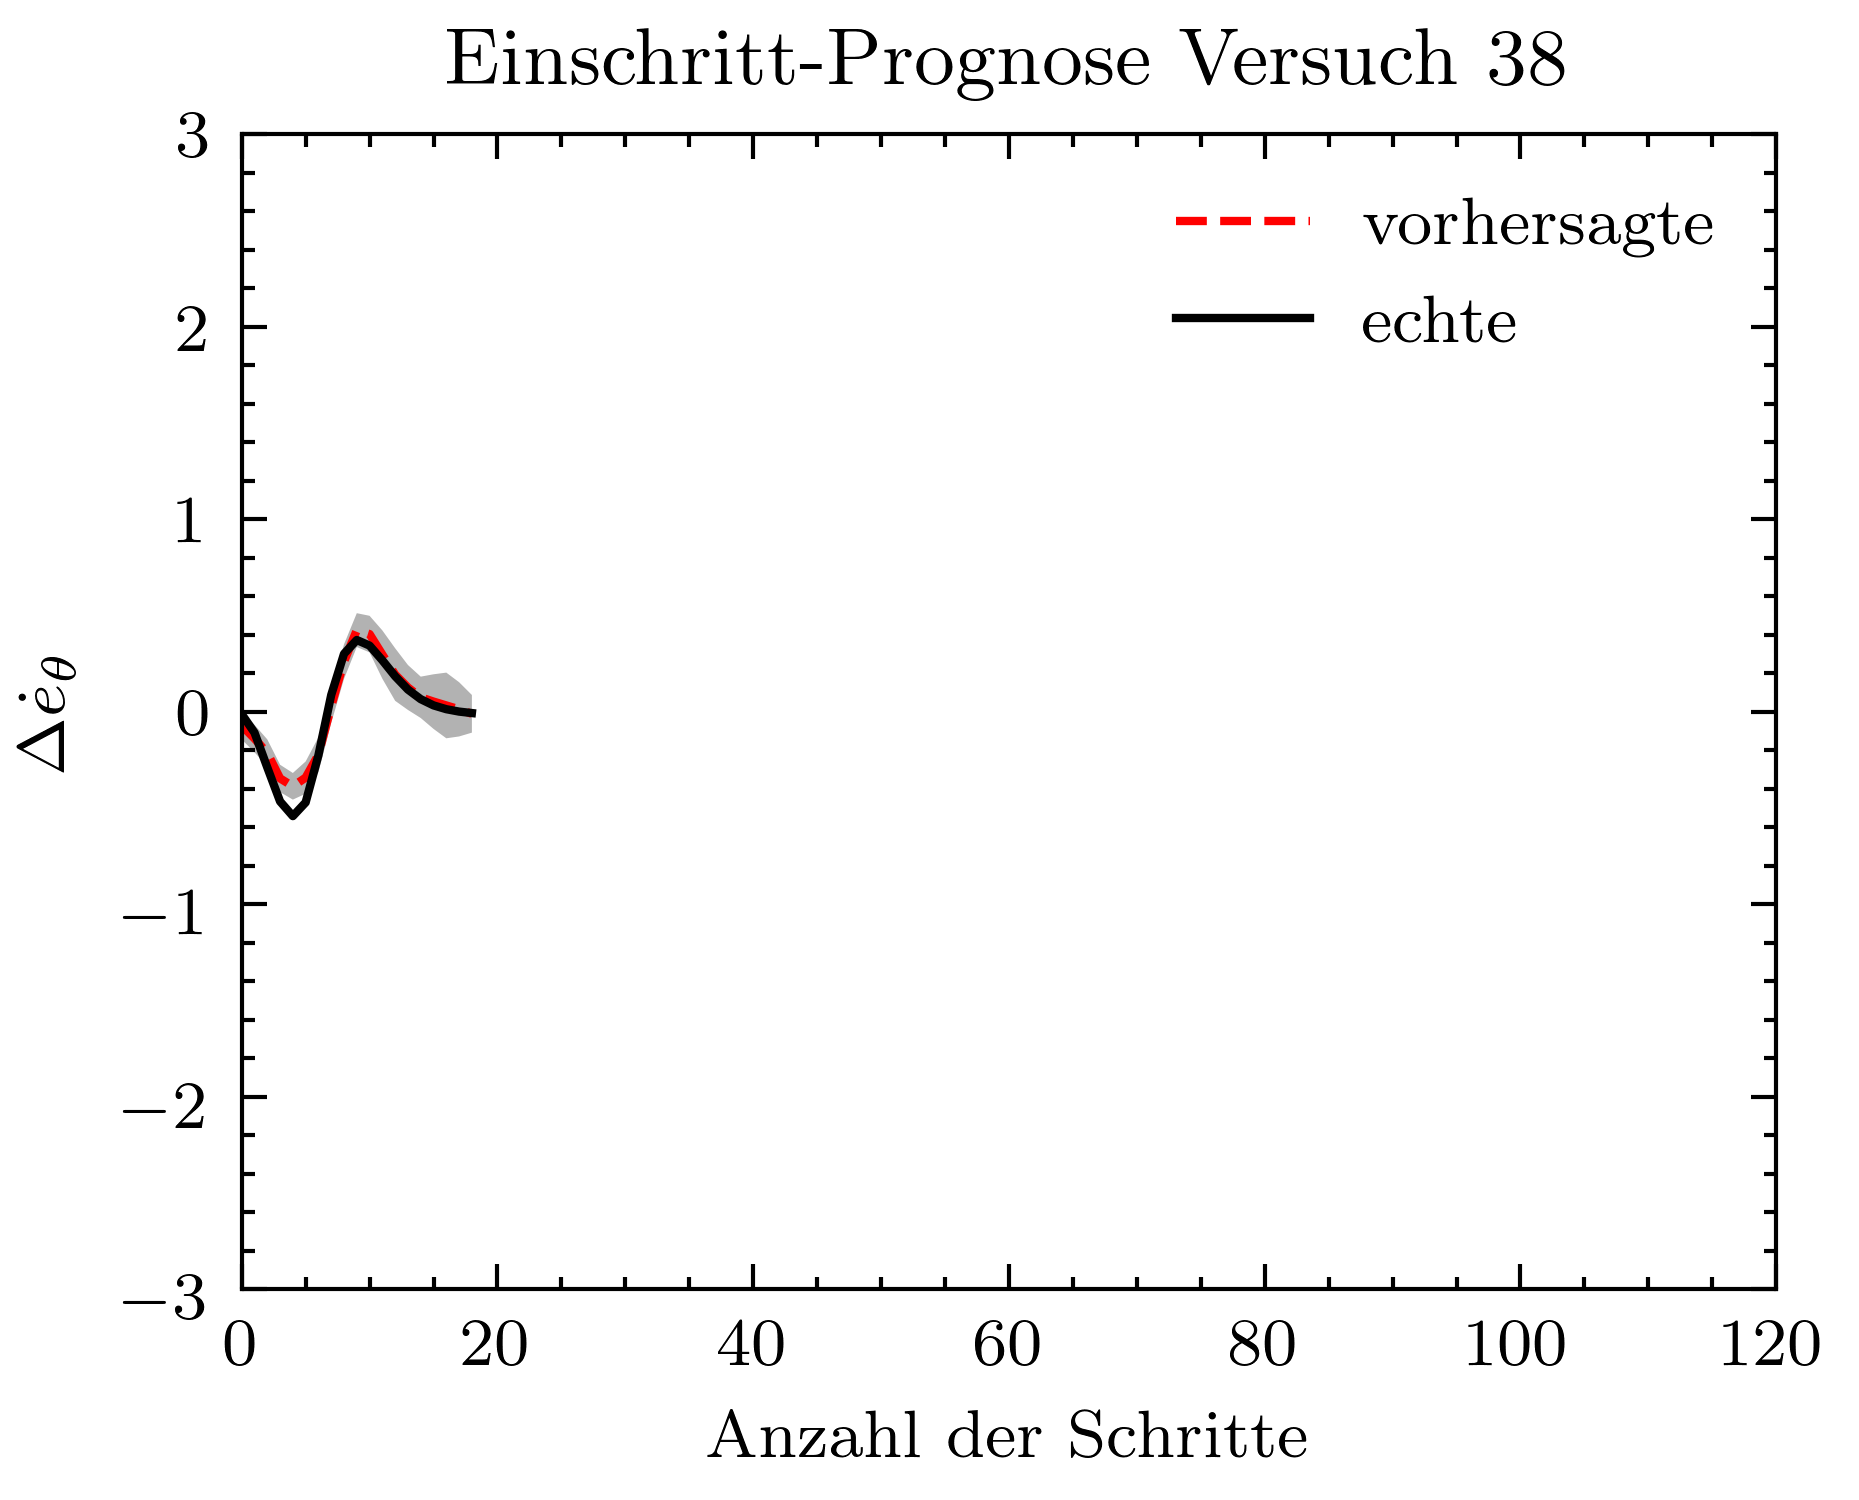 Einschritt-Prognose Versuch 38
3
2
1
0
−1
−2
−3
Δė_θ
vorhersagte
echte
0 20 40 60 80 100 120
Anzahl der Schritte